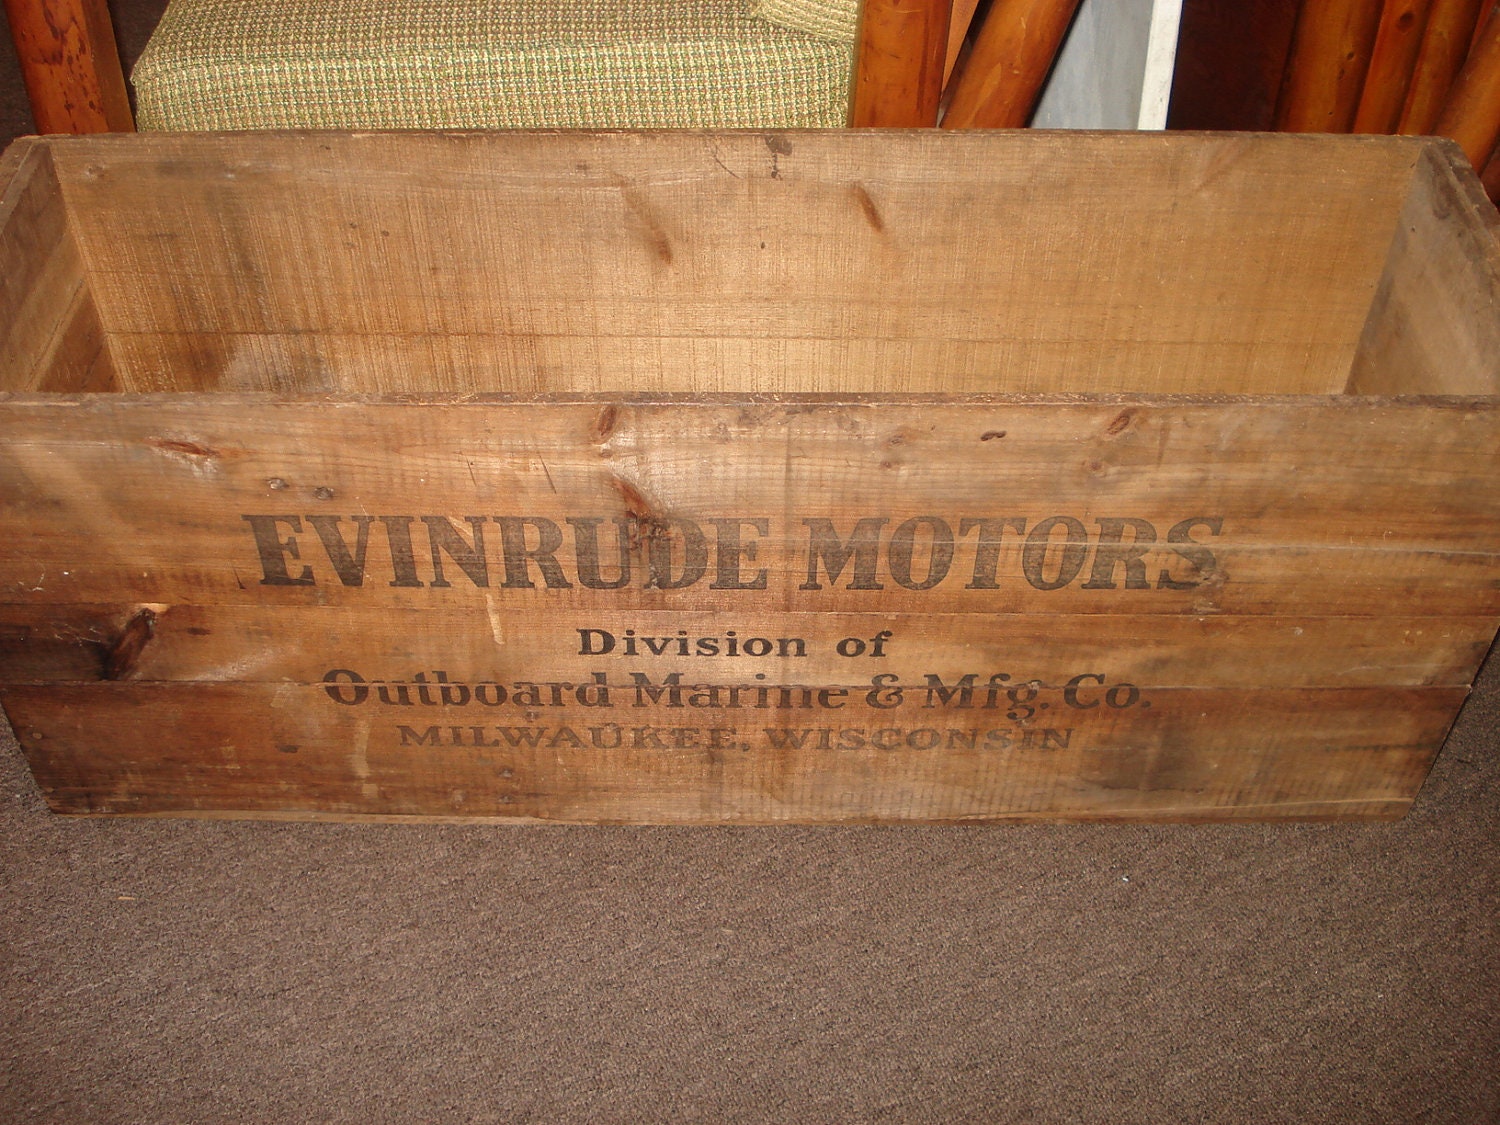 EVINRUDE MOTORS
Division of
Outboard Marine & Mfg. Co.
MILWAUKEE, WISCONSIN